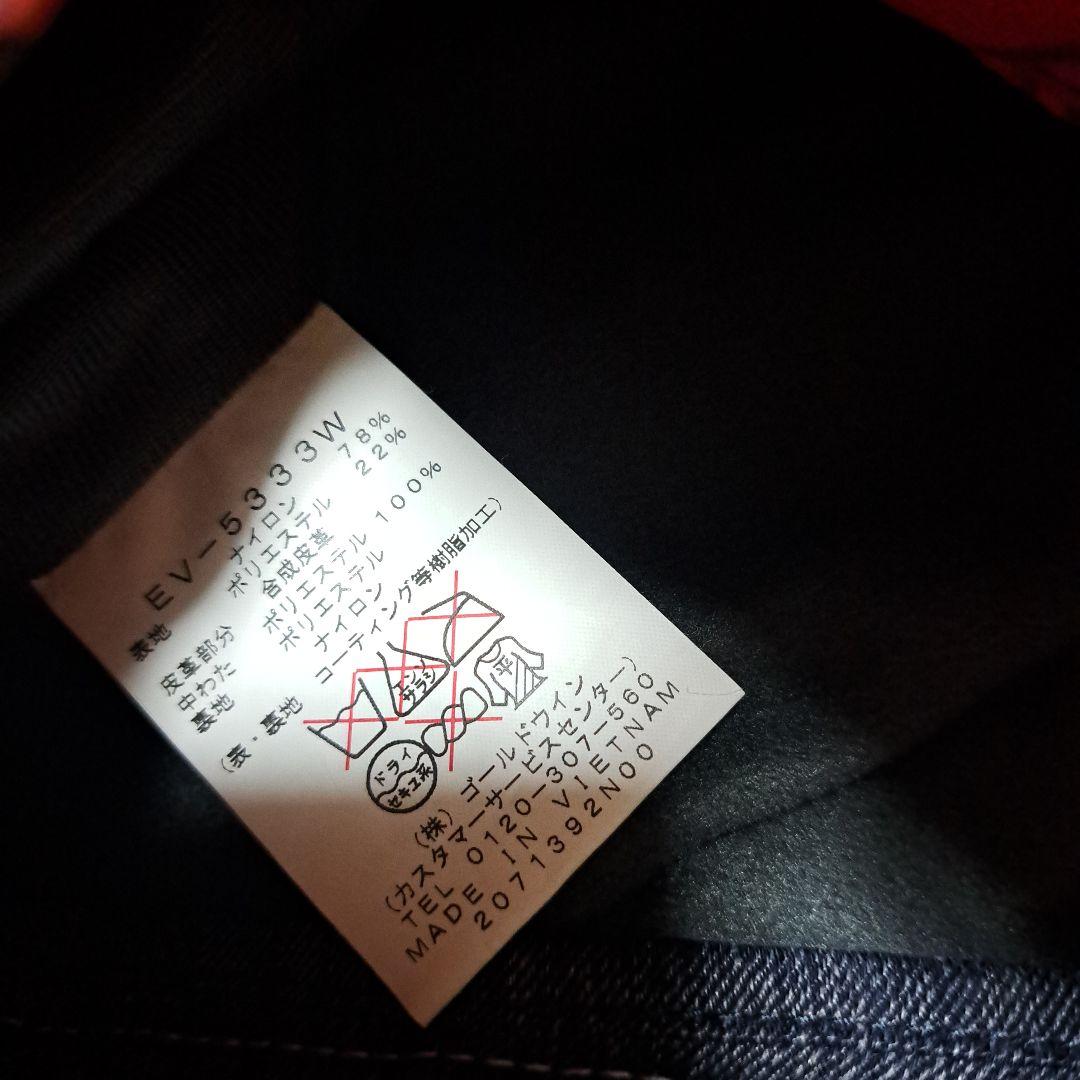 EV-5333W
表地 ナイロン 78%
ポリエステル 22%
皮革部分 合成皮革
中わた ポリエステル 100%
裏地 ポリエステル
ナイロン
(表・裏地 コーティング等樹脂加工)
エンソ
サラシ
平
ドライ
セキユ系
(株)ゴールドウイン
(カスタマーサービスセンター)
TEL 0120-307-560
MADE IN VIETNAM
2071392N00